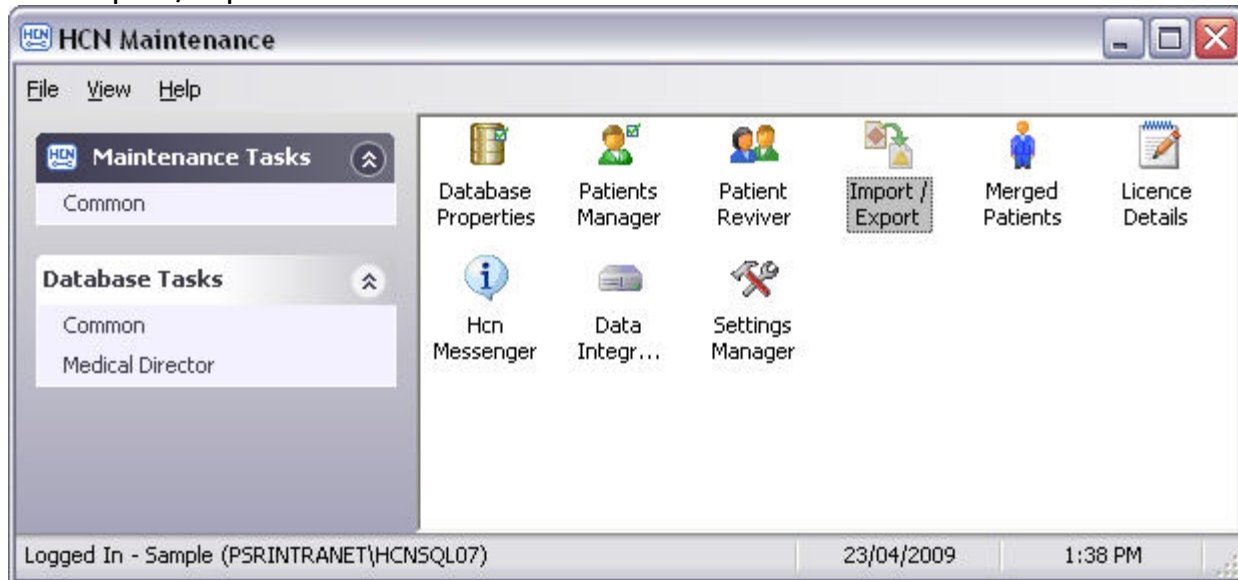 HCN HCN Maintenance
File View Help
HCN Maintenance Tasks
Common
Database Tasks
Common
Medical Director
Database Properties
Patients Manager
Patient Reviver
Import / Export
Merged Patients
Licence Details
Hcn Messenger
Data Integr...
Settings Manager
Logged In - Sample (PSRINTRANET\HCNSQL07) 23/04/2009 1:38 PM